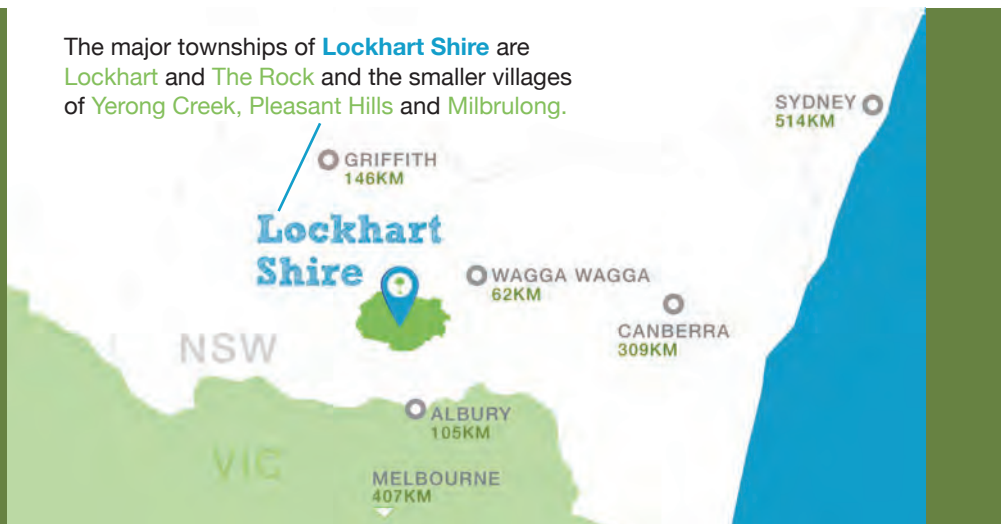 The major townships of Lockhart Shire are
Lockhart and The Rock and the smaller villages
of Yerong Creek, Pleasant Hills and Milbrulong.
SYDNEY
514KM
GRIFFITH
146KM
Lockhart
Shire
WAGGA WAGGA
62KM
CANBERRA
309KM
NSW
ALBURY
105KM
VIC
MELBOURNE
407KM